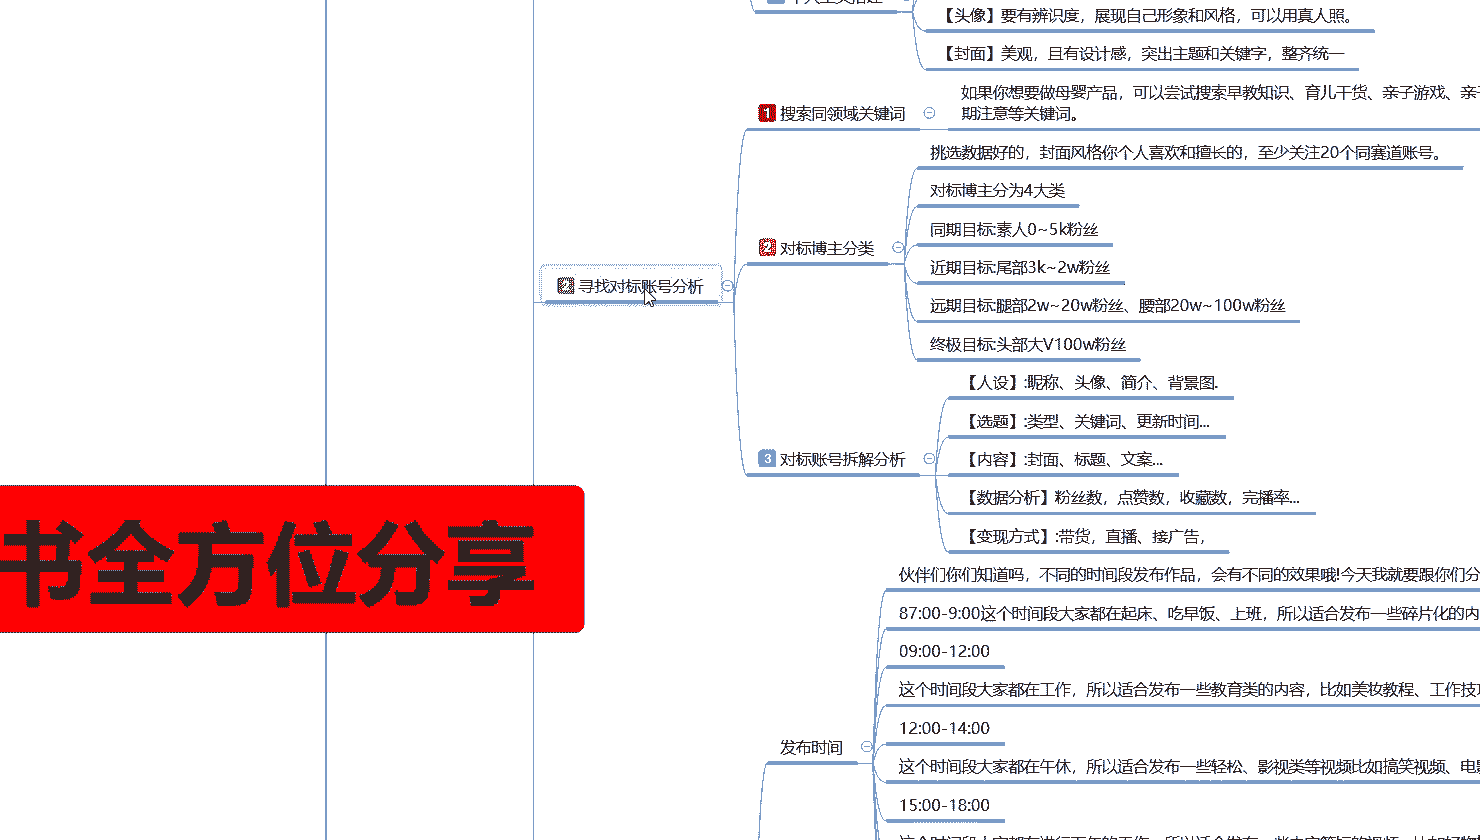 【头像】要有辨识度，展现自己形象和风格，可以用真人照。
【封面】美观，且有设计感，突出主题和关键字，整齐统一
1 搜索同领域关键词
如果你想要做母婴产品，可以尝试搜索早教知识、育儿干货、亲子游戏、亲子
期注意等关键词。
挑选数据好的，封面风格你个人喜欢和擅长的，至少关注20个同赛道账号。
对标博主分为4大类
同期目标:素人0~5k粉丝
2 对标博主分类
近期目标:尾部3k~2w粉丝
2 寻找对标账号分析
远期目标:腿部2w~20w粉丝、腰部20w~100w粉丝
终极目标:头部大V100w粉丝
【人设】:昵称、头像、简介、背景图.
【选题】:类型、关键词、更新时间...
3 对标账号拆解分析
【内容】:封面、标题、文案...
【数据分析】粉丝数，点赞数，收藏数，完播率...
【变现方式】:带货，直播、接广告，
书全方位分享
伙伴们你们知道吗，不同的时间段发布作品，会有不同的效果哦!今天我就要跟你们分
87:00-9:00这个时间段大家都在起床、吃早饭、上班，所以适合发布一些碎片化的内
09:00-12:00
这个时间段大家都在工作，所以适合发布一些教育类的内容，比如美妆教程、工作技巧
12:00-14:00
发布时间
这个时间段大家都在午休，所以适合发布一些轻松、影视类等视频比如搞笑视频、电影
15:00-18:00